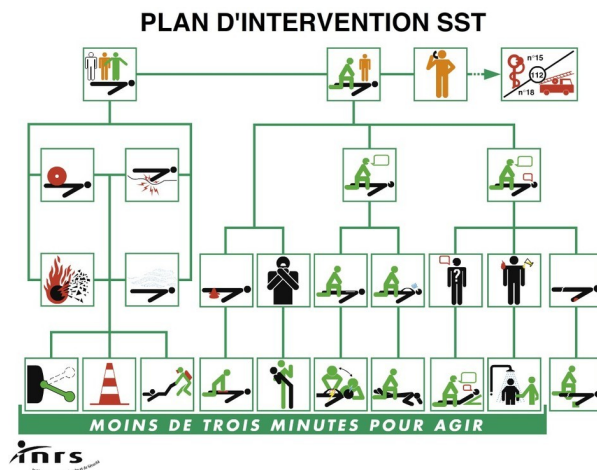 PLAN D'INTERVENTION SST
n°15
112
n°18
?
MOINS DE TROIS MINUTES POUR AGIR
inrs